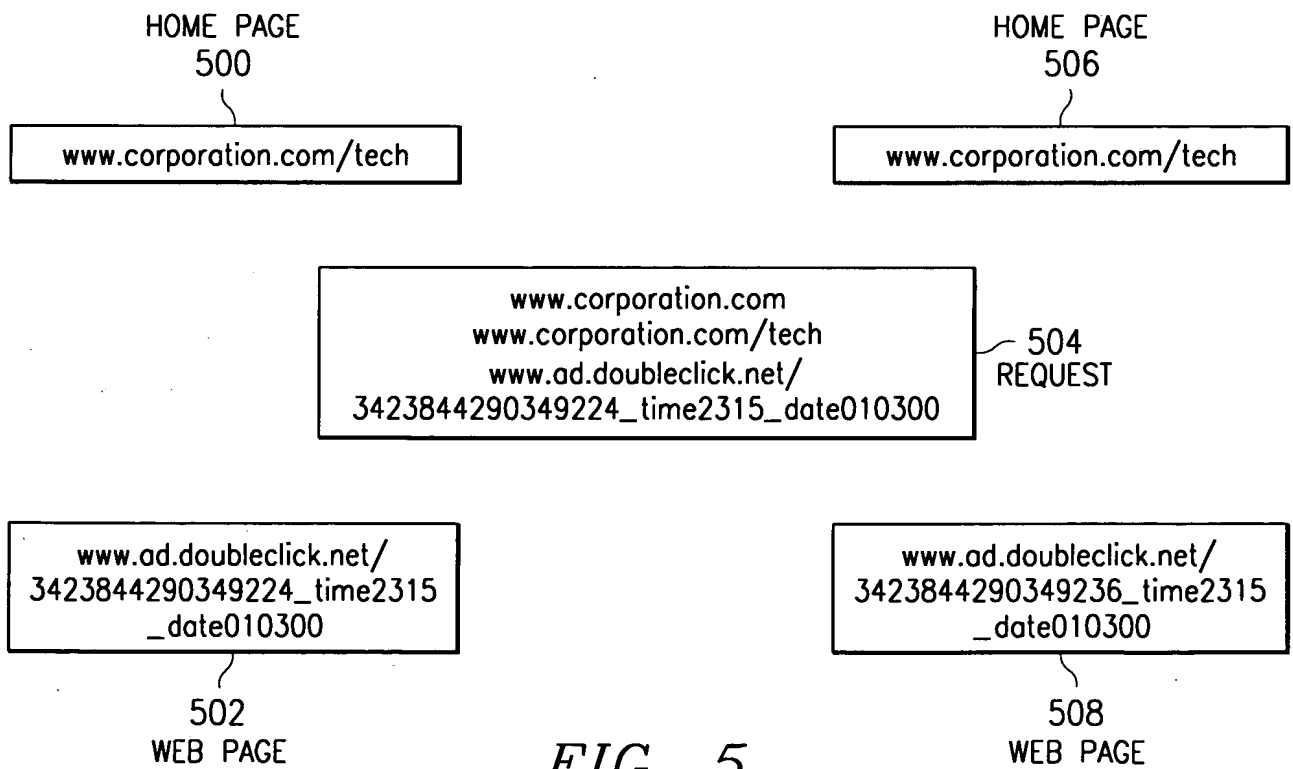 HOME PAGE
500
www.corporation.com/tech
HOME PAGE
506
www.corporation.com/tech
www.corporation.com
www.corporation.com/tech
www.ad.doubleclick.net/
3423844290349224_time2315_date010300
504
REQUEST
www.ad.doubleclick.net/
3423844290349224_time2315
_date010300
502
WEB PAGE
www.ad.doubleclick.net/
3423844290349236_time2315
_date010300
508
WEB PAGE
FIG. 5